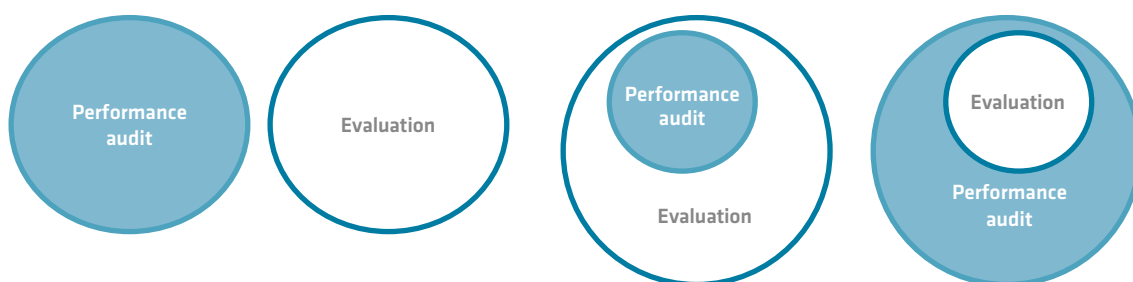 Performance
audit
Evaluation
Performance
audit
Evaluation
Evaluation
Performance
audit